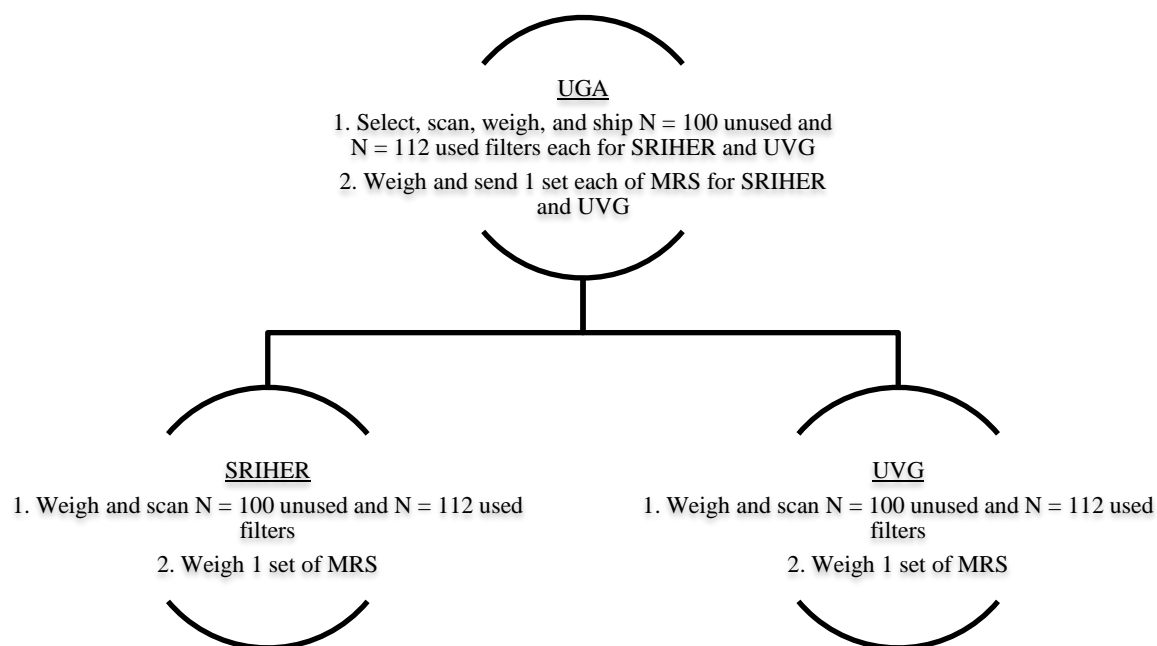 UGA
1. Select, scan, weigh, and ship N = 100 unused and
N = 112 used filters each for SRIHER and UVG
2. Weigh and send 1 set each of MRS for SRIHER
and UVG
SRIHER
1. Weigh and scan N = 100 unused and N = 112 used
filters
2. Weigh 1 set of MRS
UVG
1. Weigh and scan N = 100 unused and N = 112 used
filters
2. Weigh 1 set of MRS